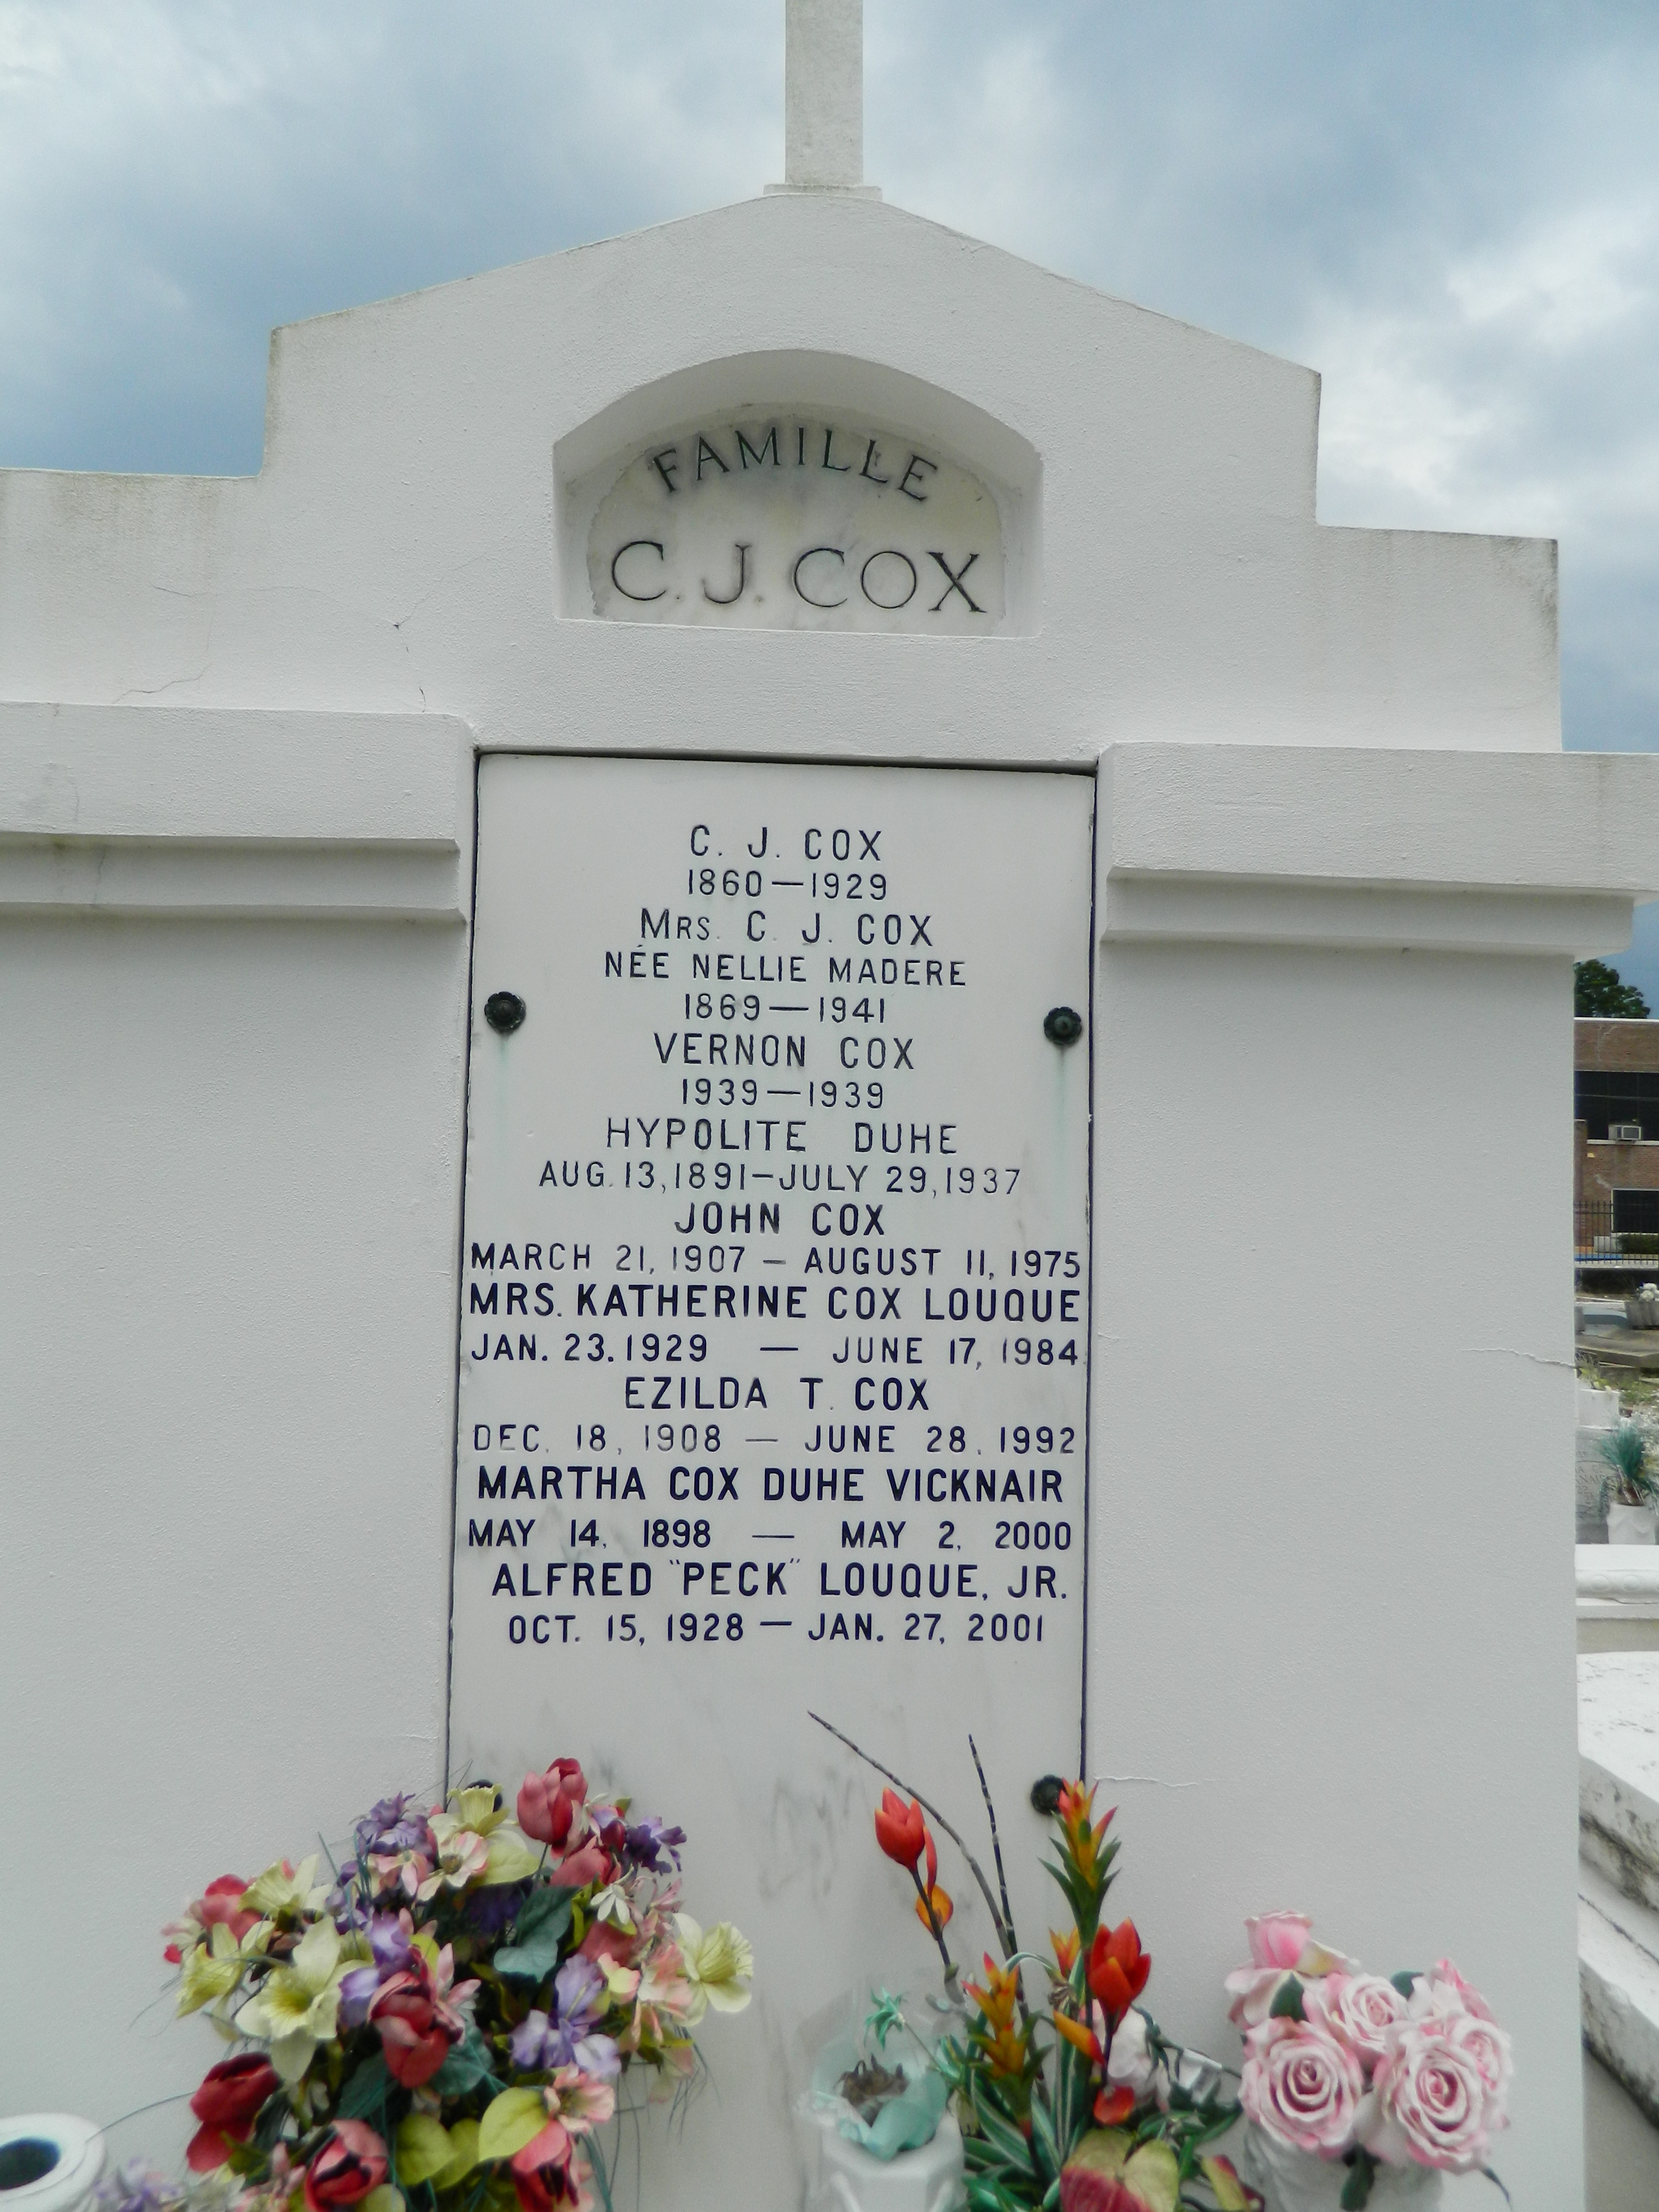 FAMILLE
C. J. COX
C. J. COX
1860—1929
MRS. C. J. COX
NÉE NELLIE MADERE
1869—1941
VERNON COX
1939—1939
HYPOLITE DUHE
AUG. 13, 1891—JULY 29, 1937
JOHN COX
MARCH 21, 1907 — AUGUST 11, 1975
MRS. KATHERINE COX LOUQUE
JAN. 23. 1929 — JUNE 17, 1984
EZILDA T. COX
DEC. 18, 1908 — JUNE 28, 1992
MARTHA COX DUHE VICKNAIR
MAY 14, 1898 — MAY 2, 2000
ALFRED "PECK" LOUQUE, JR.
OCT. 15, 1928 — JAN. 27, 2001